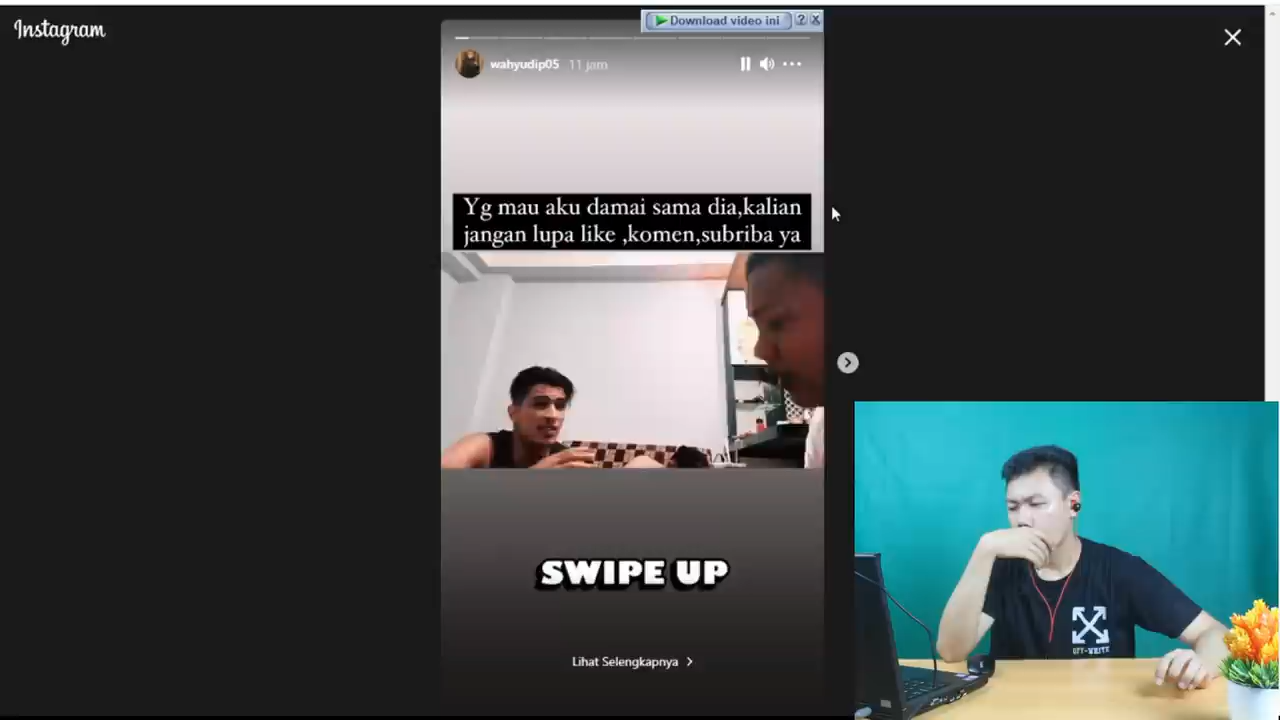 Instagram
Download video ini
wahyudip05 11 jam
Yg mau aku damai sama dia,kalian
jangan lupa like ,komen,subriba ya
SWIPE UP
Lihat Selengkapnya
OFF-WHITE